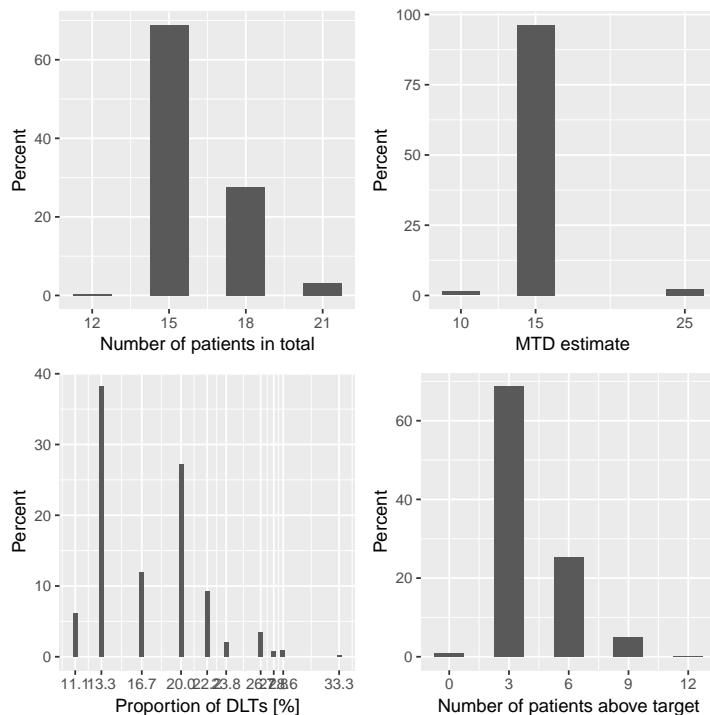 60
40
20
0
Percent
12 15 18 21
Number of patients in total
100
75
50
25
0
Percent
10 15 25
MTD estimate
40
30
20
10
0
Percent
11.1 13.3 16.7 20.0 22.2 23.8 33.3
Proportion of DLTs [%]
60
40
20
0
Percent
0 3 6 9 12
Number of patients above target